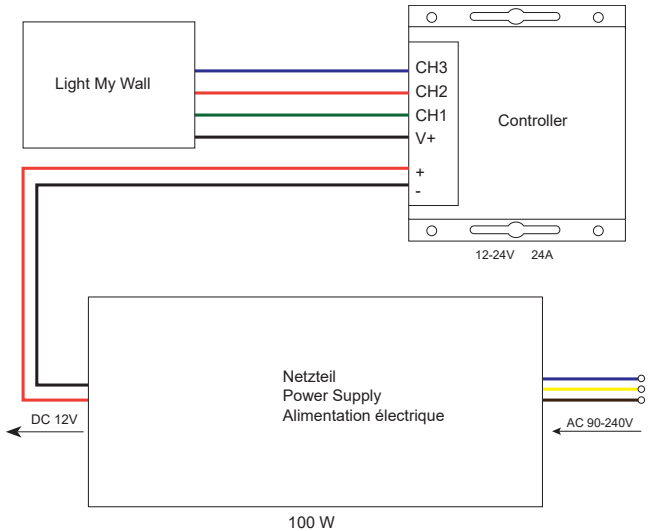 Light My Wall
CH3
CH2
CH1
V+
+
-
Controller
12-24V 24A
Netzteil
Power Supply
Alimentation électrique
DC 12V
AC 90-240V
100 W